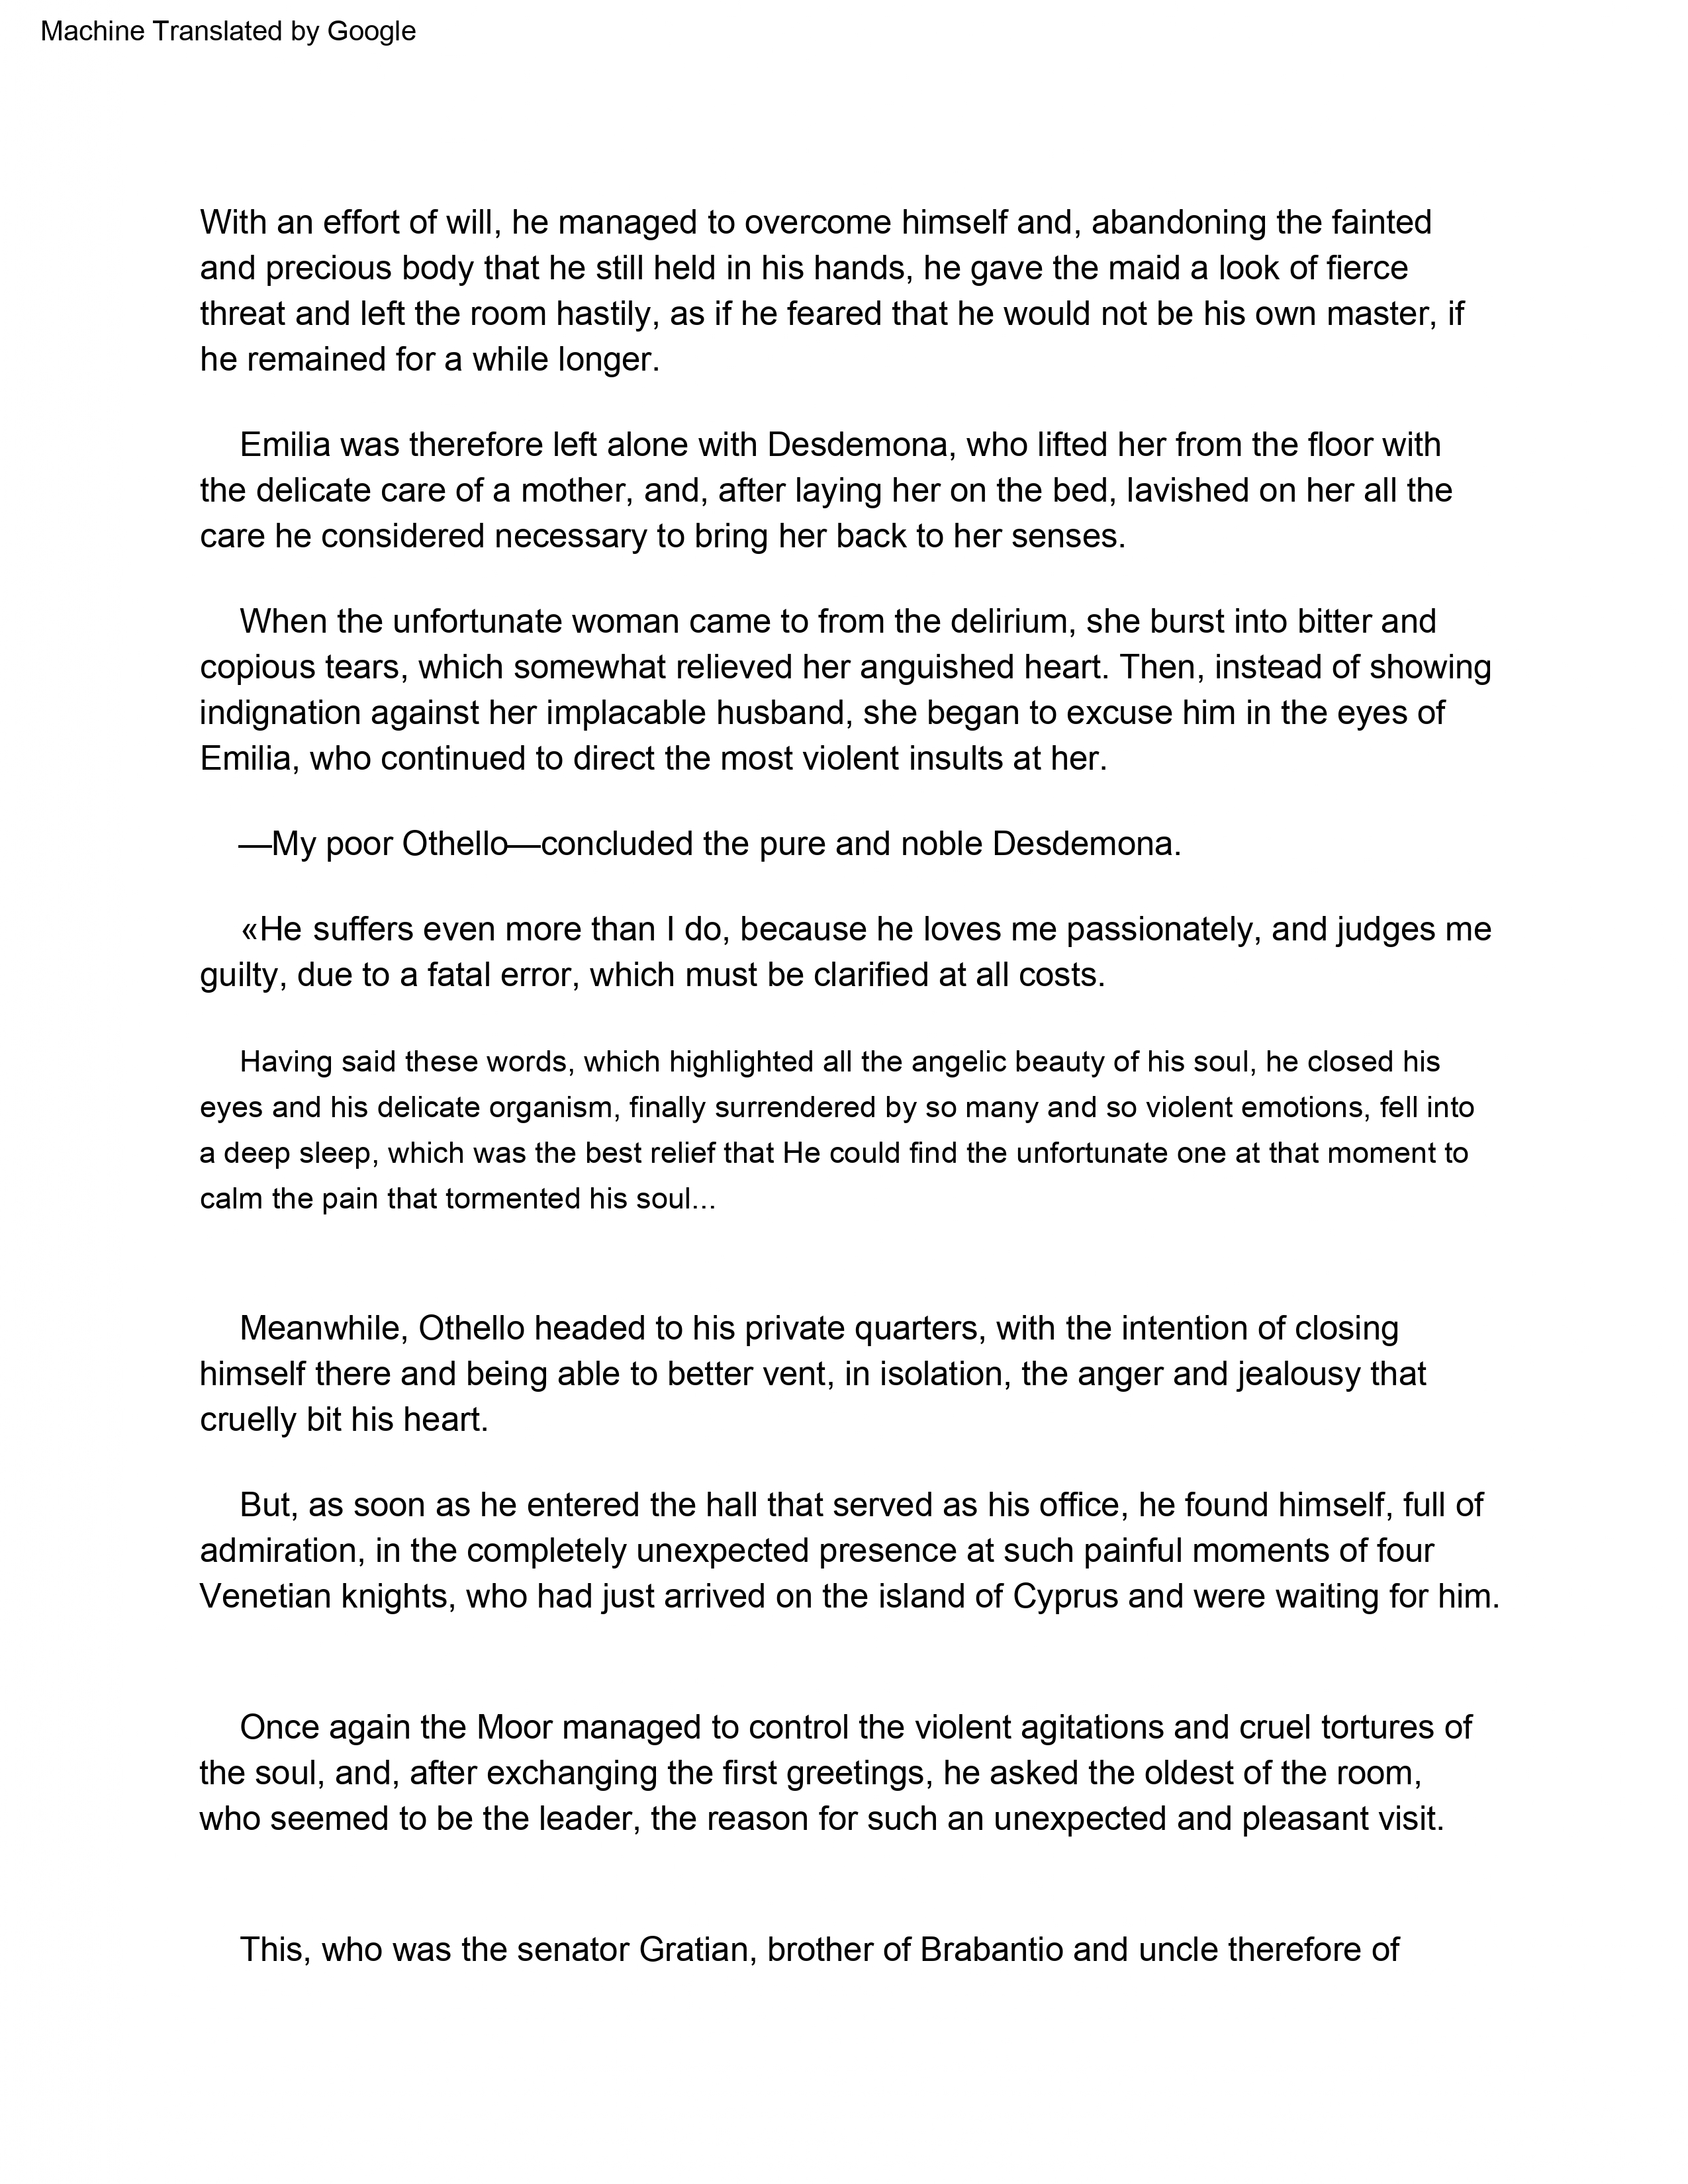 Machine Translated by Google
With an effort of will, he managed to overcome himself and, abandoning the fainted
and precious body that he still held in his hands, he gave the maid a look of fierce
threat and left the room hastily, as if he feared that he would not be his own master, if
he remained for a while longer.
Emilia was therefore left alone with Desdemona, who lifted her from the floor with
the delicate care of a mother, and, after laying her on the bed, lavished on her all the
care he considered necessary to bring her back to her senses.
When the unfortunate woman came to from the delirium, she burst into bitter and
copious tears, which somewhat relieved her anguished heart. Then, instead of showing
indignation against her implacable husband, she began to excuse him in the eyes of
Emilia, who continued to direct the most violent insults at her.
—My poor Othello—concluded the pure and noble Desdemona.
«He suffers even more than I do, because he loves me passionately, and judges me
guilty, due to a fatal error, which must be clarified at all costs.
Having said these words, which highlighted all the angelic beauty of his soul, he closed his
eyes and his delicate organism, finally surrendered by so many and so violent emotions, fell into
a deep sleep, which was the best relief that He could find the unfortunate one at that moment to
calm the pain that tormented his soul...
Meanwhile, Othello headed to his private quarters, with the intention of closing
himself there and being able to better vent, in isolation, the anger and jealousy that
cruelly bit his heart.
But, as soon as he entered the hall that served as his office, he found himself, full of
admiration, in the completely unexpected presence at such painful moments of four
Venetian knights, who had just arrived on the island of Cyprus and were waiting for him.
Once again the Moor managed to control the violent agitations and cruel tortures of
the soul, and, after exchanging the first greetings, he asked the oldest of the room,
who seemed to be the leader, the reason for such an unexpected and pleasant visit.
This, who was the senator Gratian, brother of Brabantio and uncle therefore of